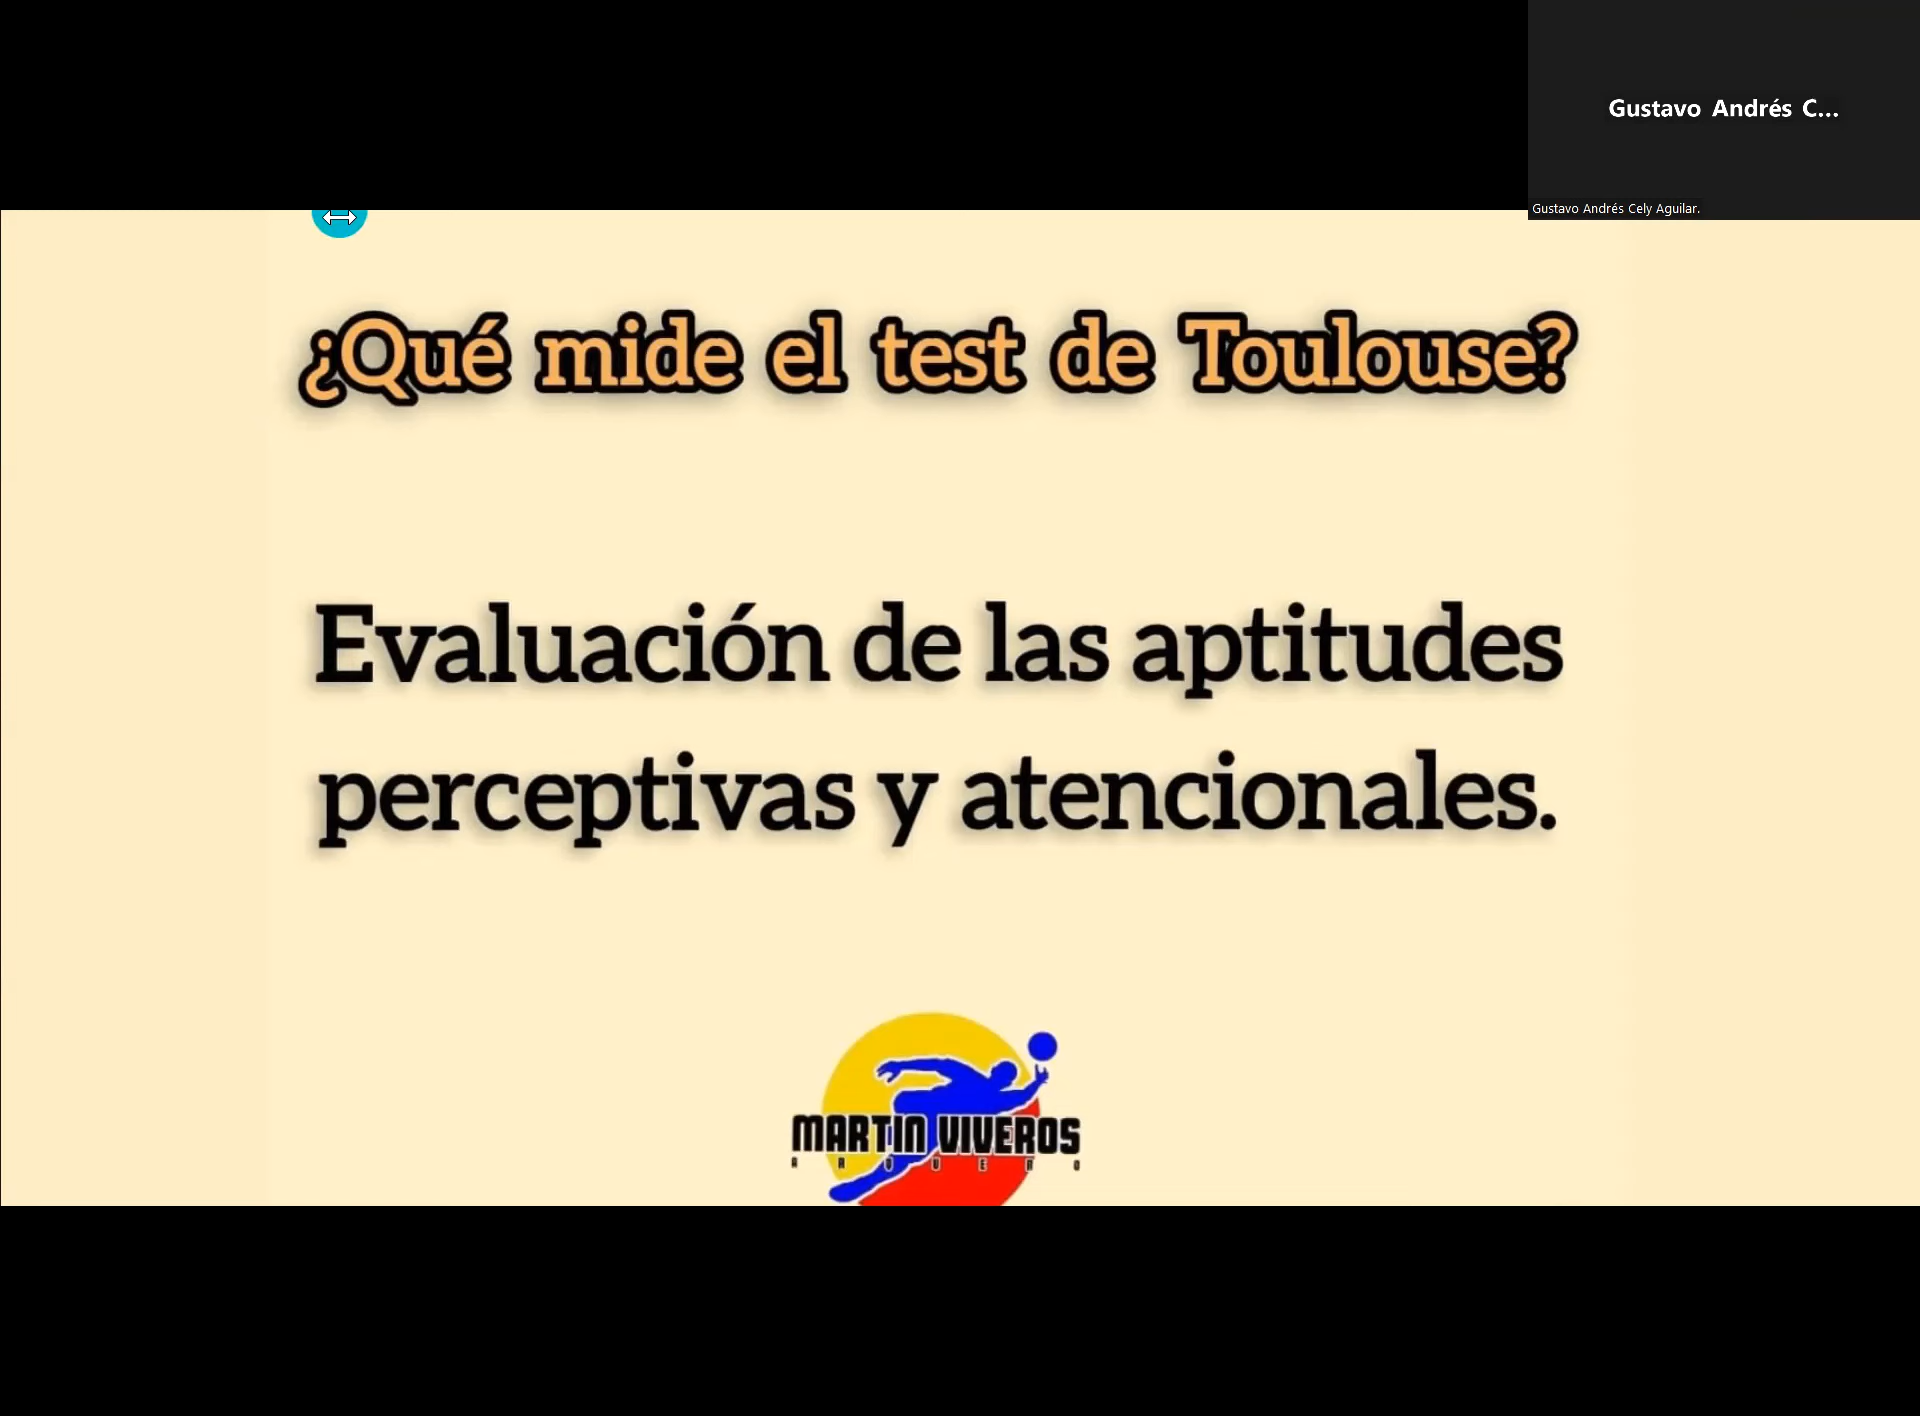 Gustavo Andrés C...
Gustavo Andrés Cely Aguilar.
¿Qué mide el test de Toulouse?
Evaluación de las aptitudes
perceptivas y atencionales.
MARTIN VIVEROS
ARQUERO